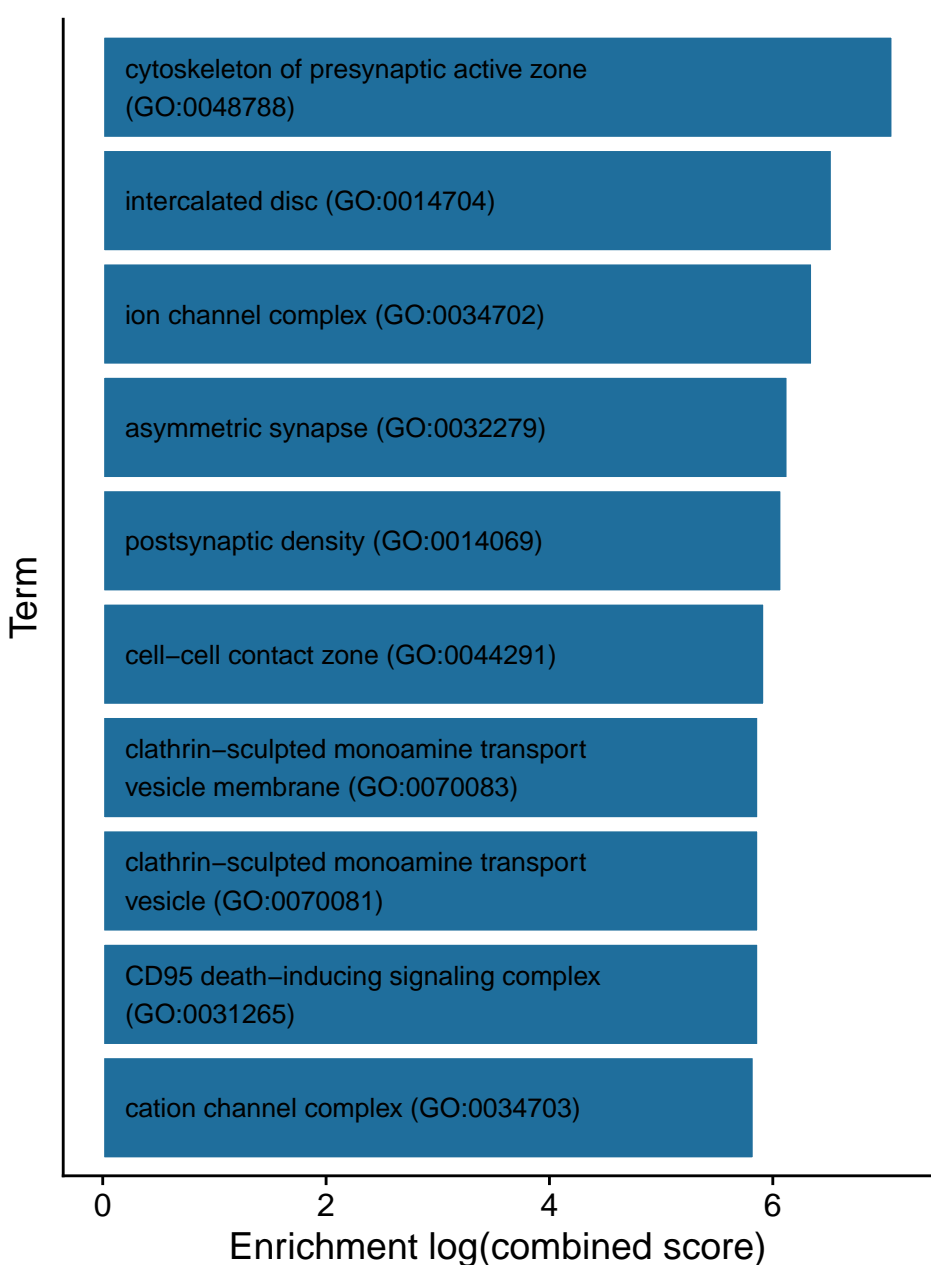 cytoskeleton of presynaptic active zone
(GO:0048788)
intercalated disc (GO:0014704)
ion channel complex (GO:0034702)
asymmetric synapse (GO:0032279)
postsynaptic density (GO:0014069)
cell−cell contact zone (GO:0044291)
clathrin−sculpted monoamine transport
vesicle membrane (GO:0070083)
clathrin−sculpted monoamine transport
vesicle (GO:0070081)
CD95 death−inducing signaling complex
(GO:0031265)
cation channel complex (GO:0034703)
Term
0 2 4 6
Enrichment log(combined score)